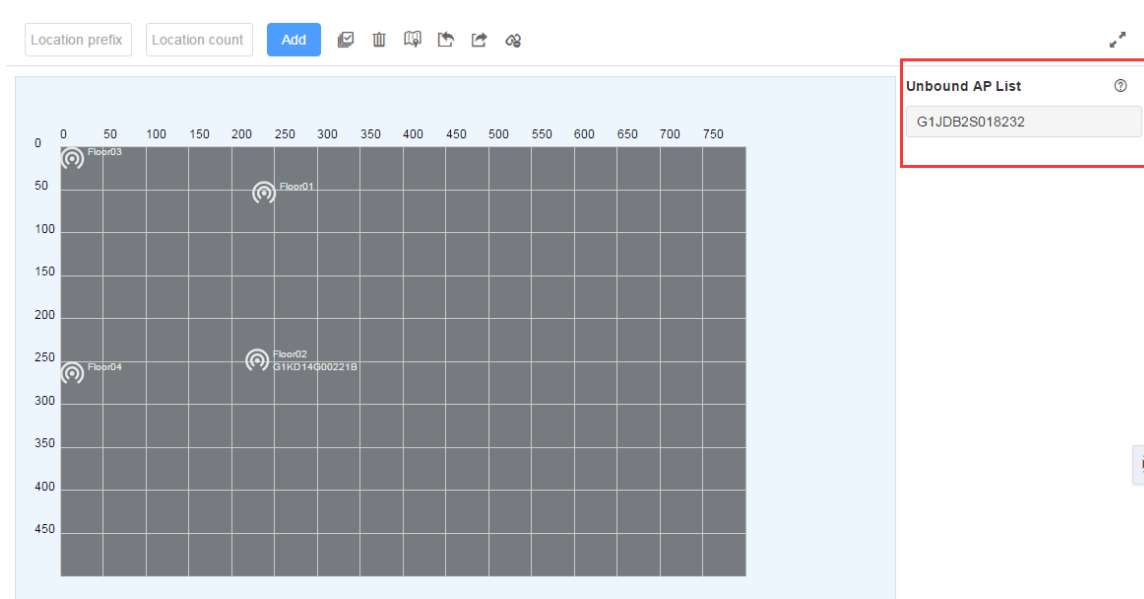 Location prefix
Location count
Add
Unbound AP List
G1JDB2S018232
0 50 100 150 200 250 300 350 400 450 500 550 600 650 700 750
0
Floor03
50
Floor01
100
150
200
250
Floor02
Floor04
G1KD14G00221B
300
350
400
450